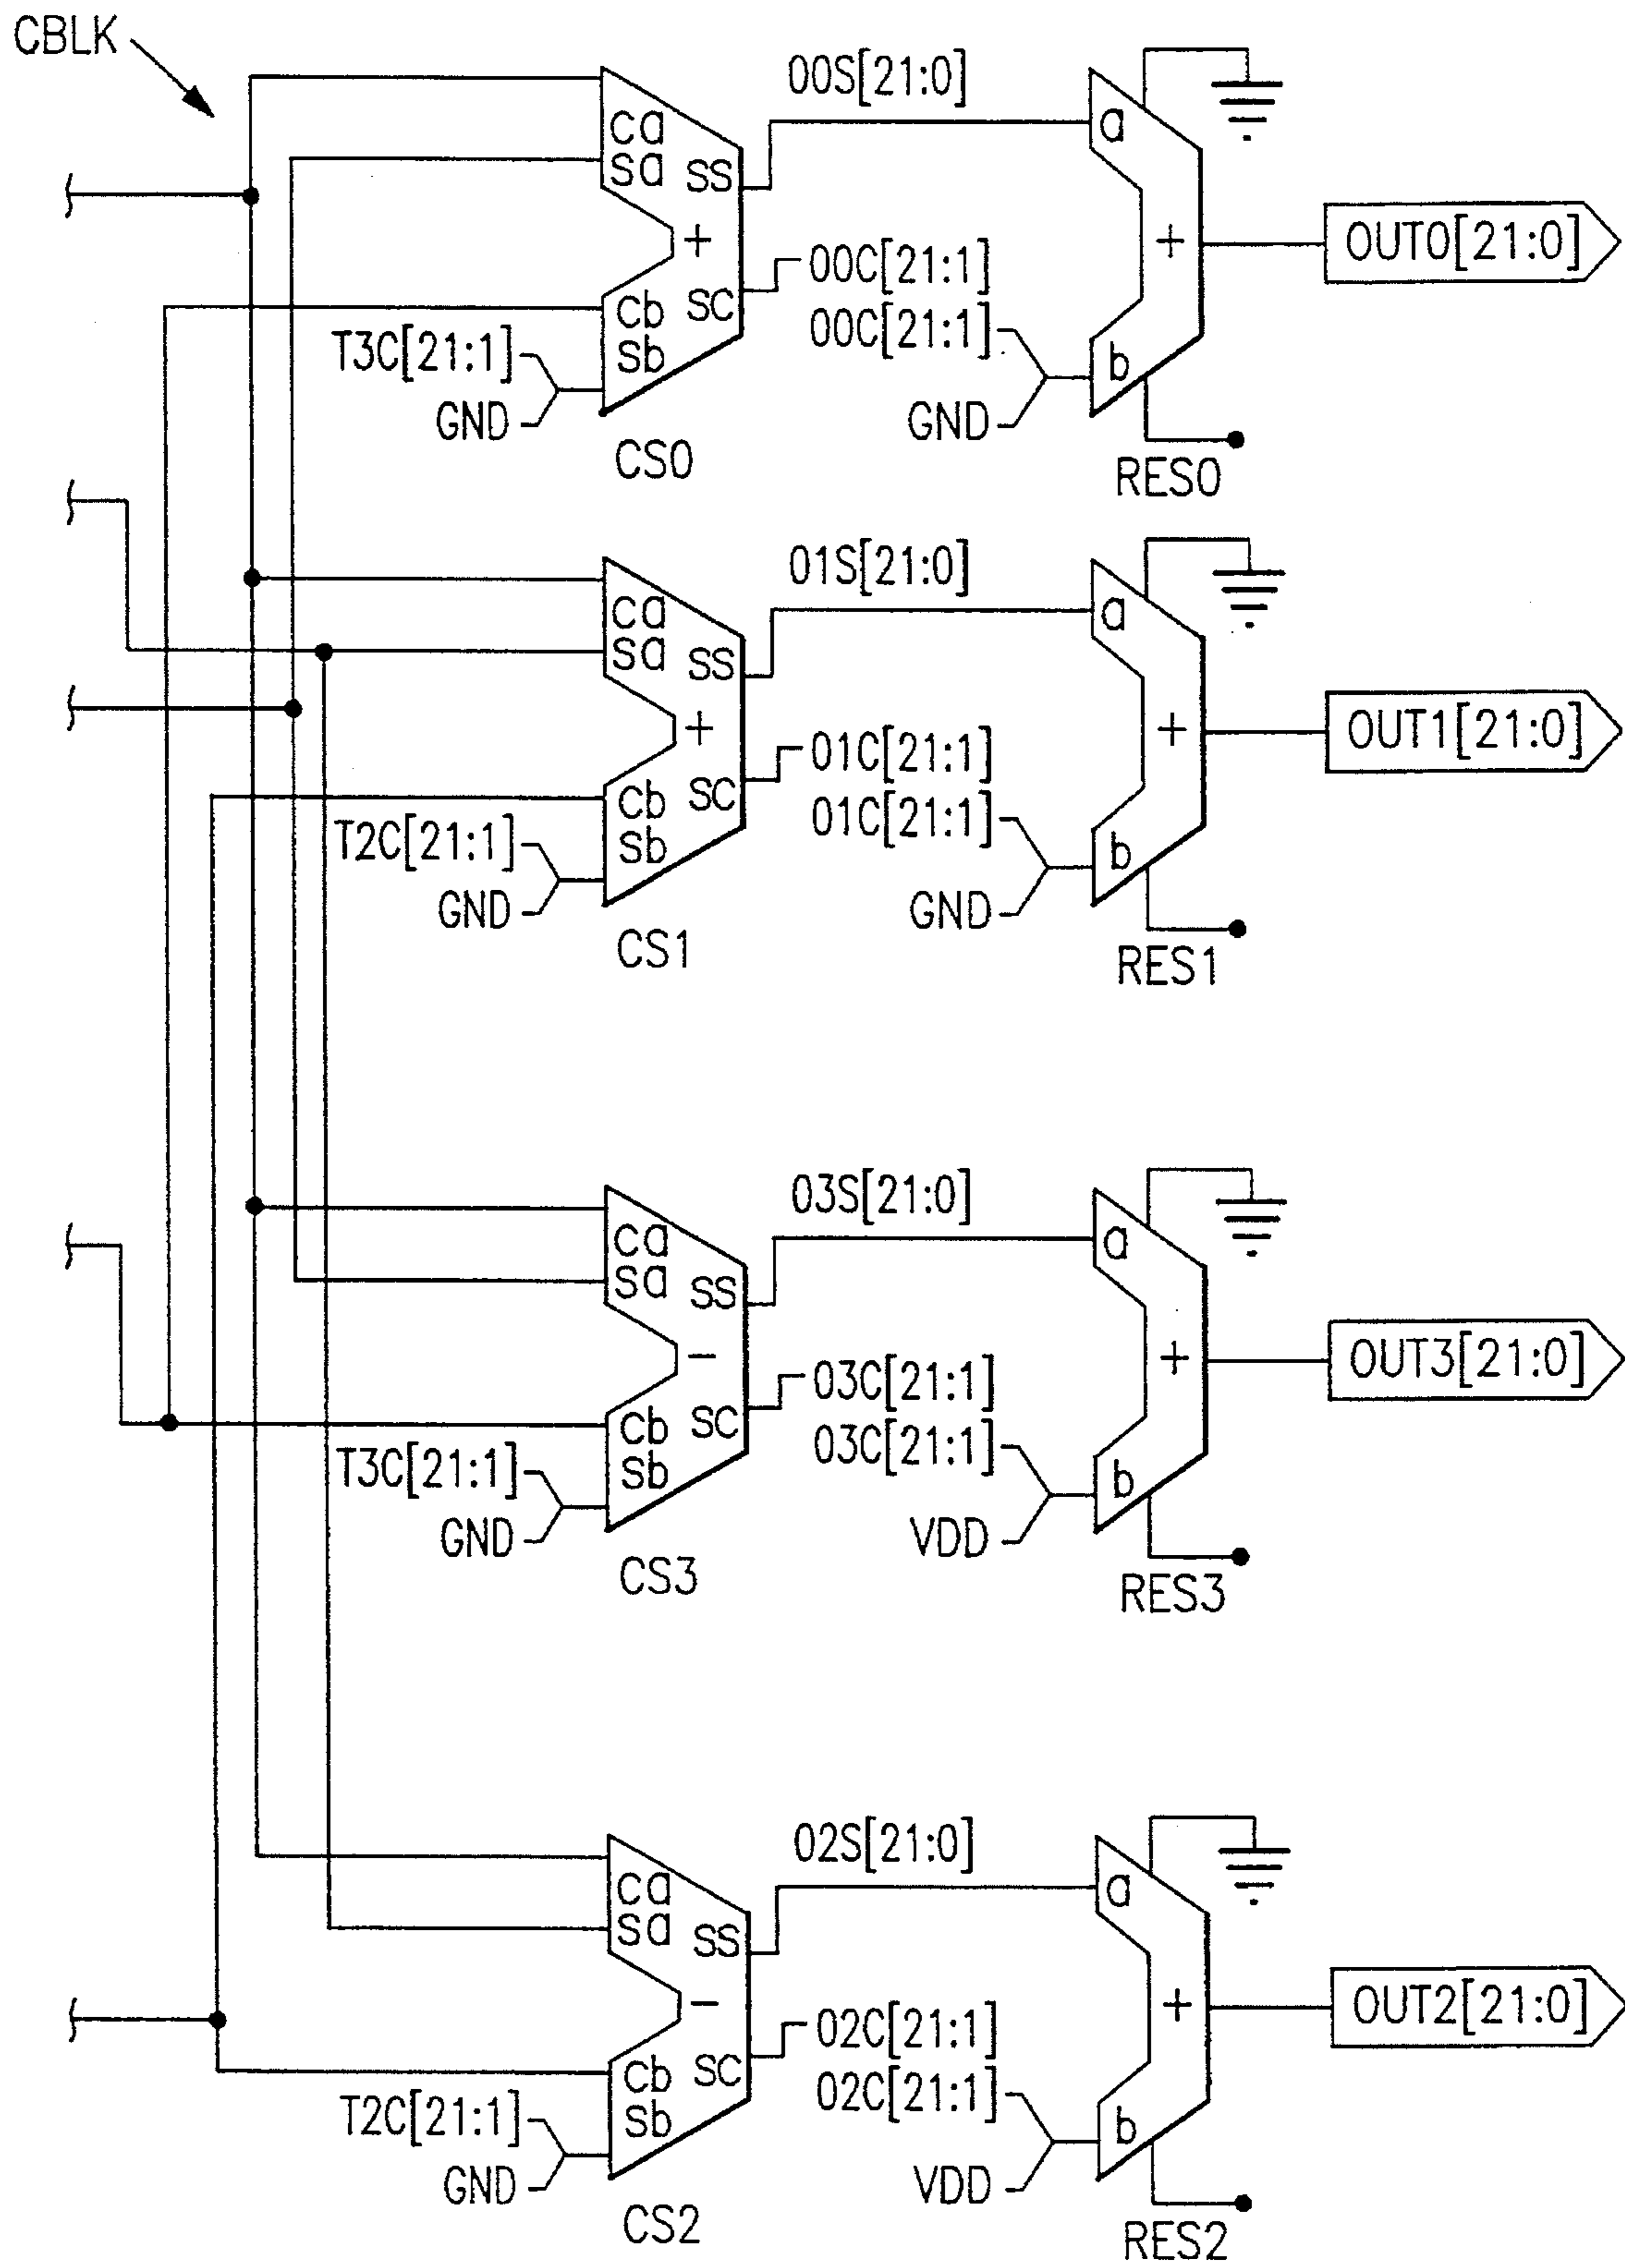 CBLK
00S[21:0]
ca
sa
SS
a
+
+
OUT0[21:0]
00C[21:1]
SC
Cb
00C[21:1]
T3C[21:1]
Sb
b
GND
GND
CS0
RES0
01S[21:0]
ca
sa
SS
a
+
+
OUT1[21:0]
01C[21:1]
SC
Cb
01C[21:1]
T2C[21:1]
Sb
b
GND
GND
CS1
RES1
03S[21:0]
ca
sa
SS
a
-
+
OUT3[21:0]
03C[21:1]
SC
Cb
03C[21:1]
T3C[21:1]
Sb
b
GND
VDD
CS3
RES3
02S[21:0]
ca
sa
SS
a
-
+
OUT2[21:0]
02C[21:1]
SC
Cb
02C[21:1]
T2C[21:1]
Sb
b
GND
VDD
CS2
RES2